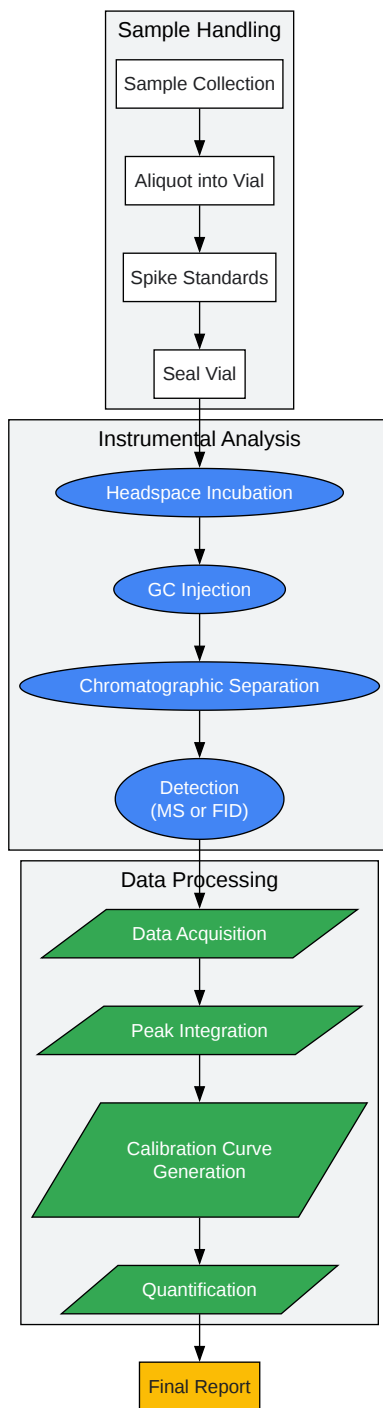 Sample Handling
Sample Collection
Aliquot into Vial
Spike Standards
Seal Vial
Instrumental Analysis
Headspace Incubation
GC Injection
Chromatographic Separation
Detection
(MS or FID)
Data Processing
Data Acquisition
Peak Integration
Calibration Curve
Generation
Quantification
Final Report